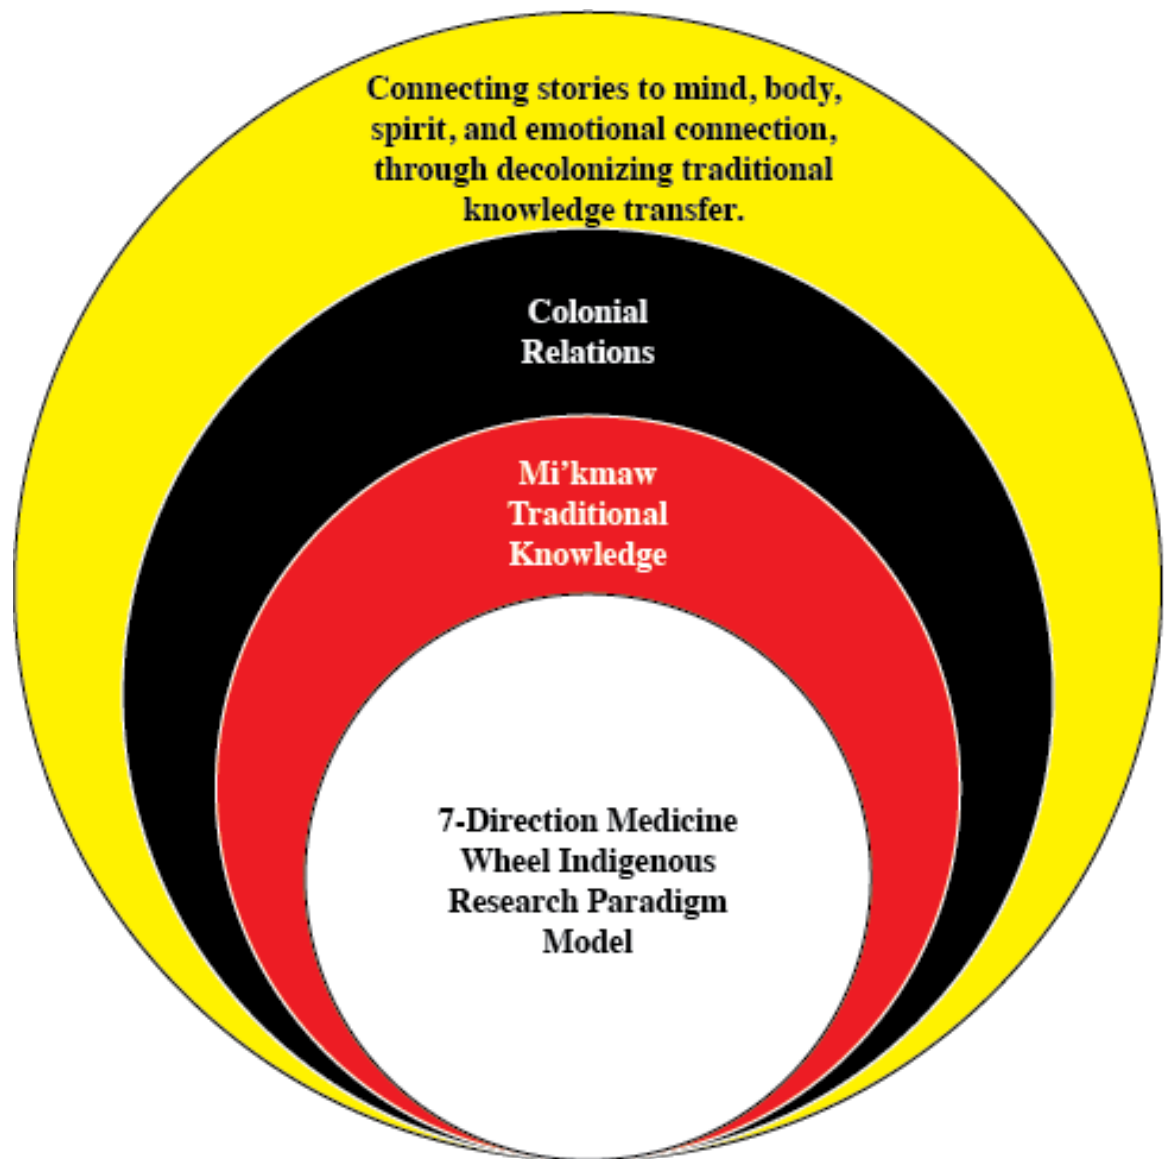 Connecting stories to mind, body,
spirit, and emotional connection,
through decolonizing traditional
knowledge transfer.
Colonial
Relations
Mi’kmaw
Traditional
Knowledge
7-Direction Medicine
Wheel Indigenous
Research Paradigm
Model